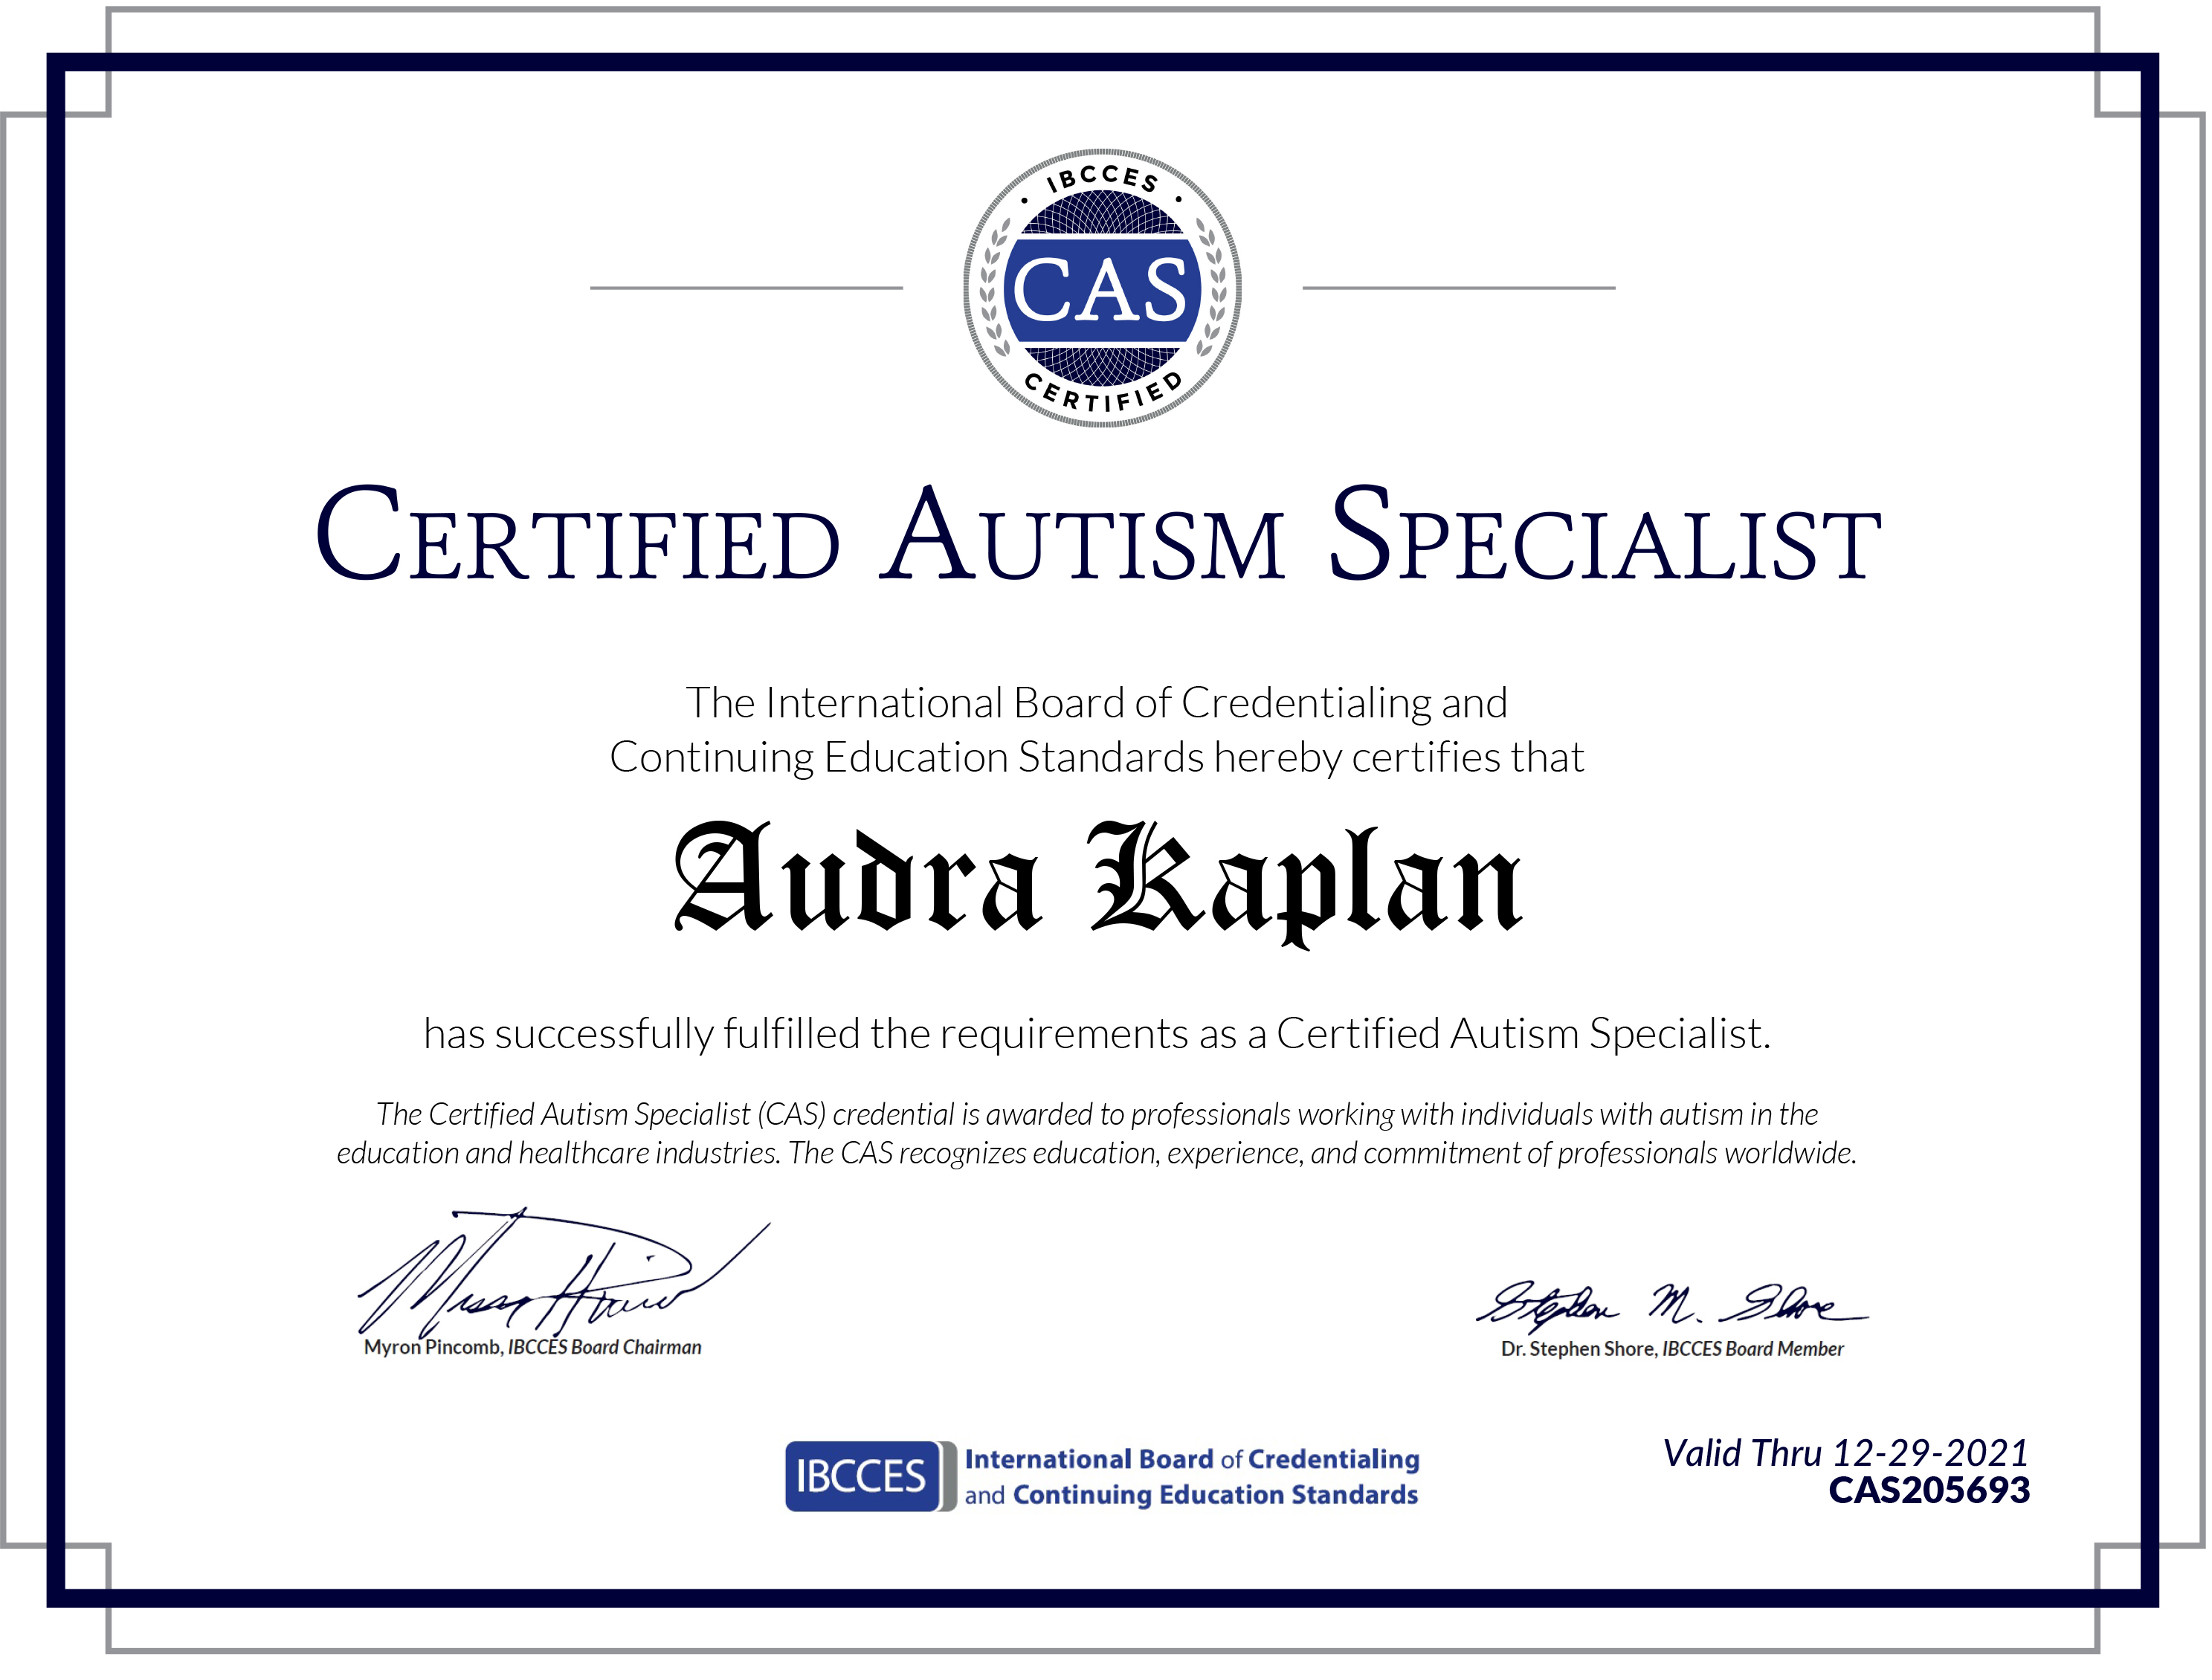 IBCCES
CAS
CERTIFIED
CERTIFIED AUTISM SPECIALIST
The International Board of Credentialing and
Continuing Education Standards hereby certifies that
Audra Kaplan
has successfully fulfilled the requirements as a Certified Autism Specialist.
The Certified Autism Specialist (CAS) credential is awarded to professionals working with individuals with autism in the
education and healthcare industries. The CAS recognizes education, experience, and commitment of professionals worldwide.
Stephen M. Shore
Myron Pincomb, IBCCES Board Chairman
Dr. Stephen Shore, IBCCES Board Member
IBCCES
International Board of Credentialing
and Continuing Education Standards
Valid Thru 12-29-2021
CAS205693